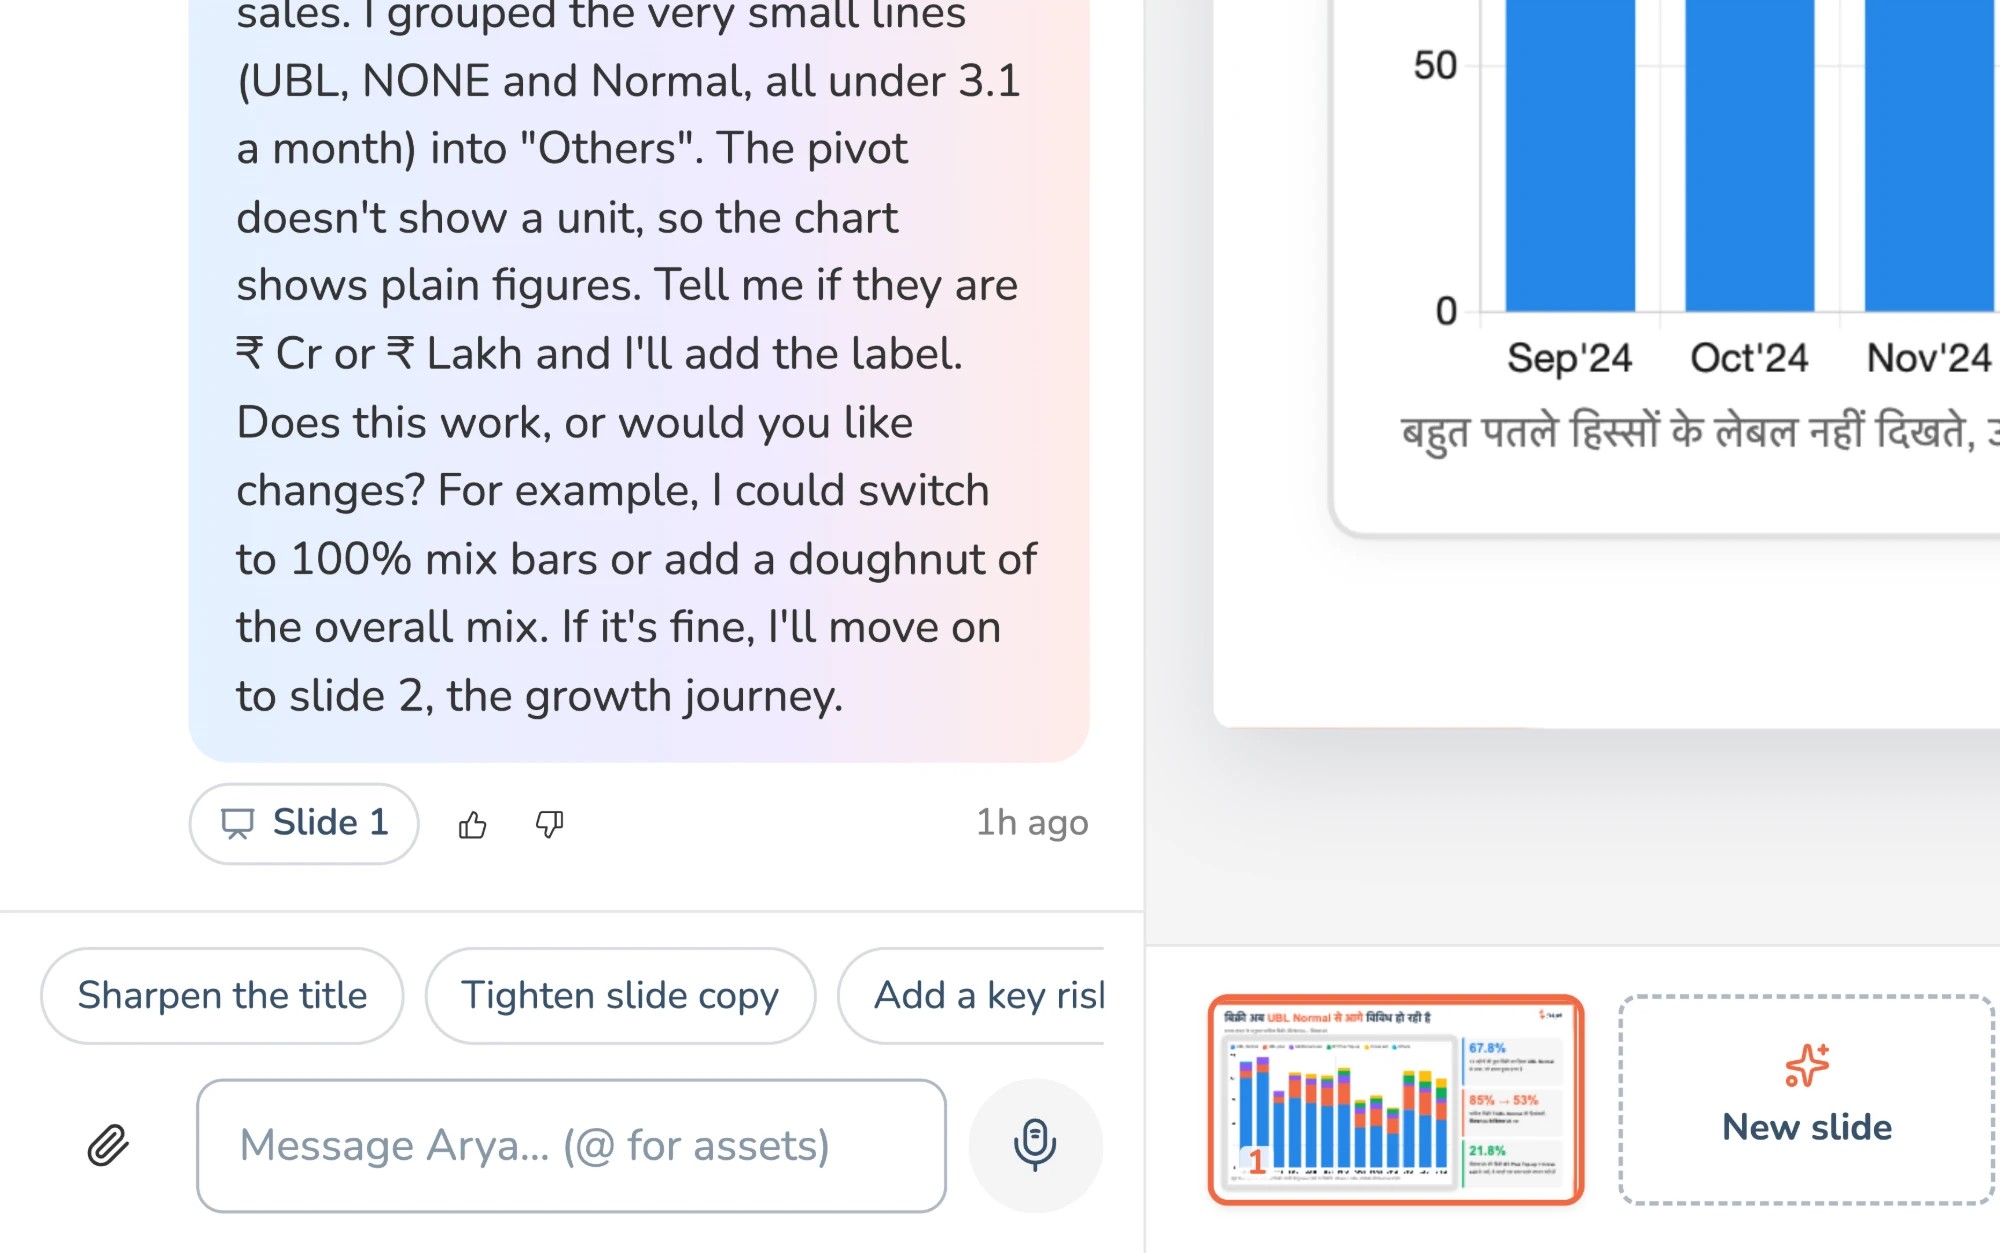 sales. I grouped the very small lines
(UBL, NONE and Normal, all under 3.1
a month) into "Others". The pivot
doesn't show a unit, so the chart
shows plain figures. Tell me if they are
₹ Cr or ₹ Lakh and I'll add the label.
Does this work, or would you like
changes? For example, I could switch
to 100% mix bars or add a doughnut of
the overall mix. If it's fine, I'll move on
to slide 2, the growth journey.
Slide 1
1h ago
Sharpen the title
Tighten slide copy
Add a key risk
Message Arya... (@ for assets)
50
0
Sep'24 Oct'24 Nov'24
बहुत पतले हिस्सों के लेबल नहीं दिखते,
बिक्री अब UBL Normal से आगे विविध हो रही है
67.8%
85% → 53%
21.8%
1
New slide